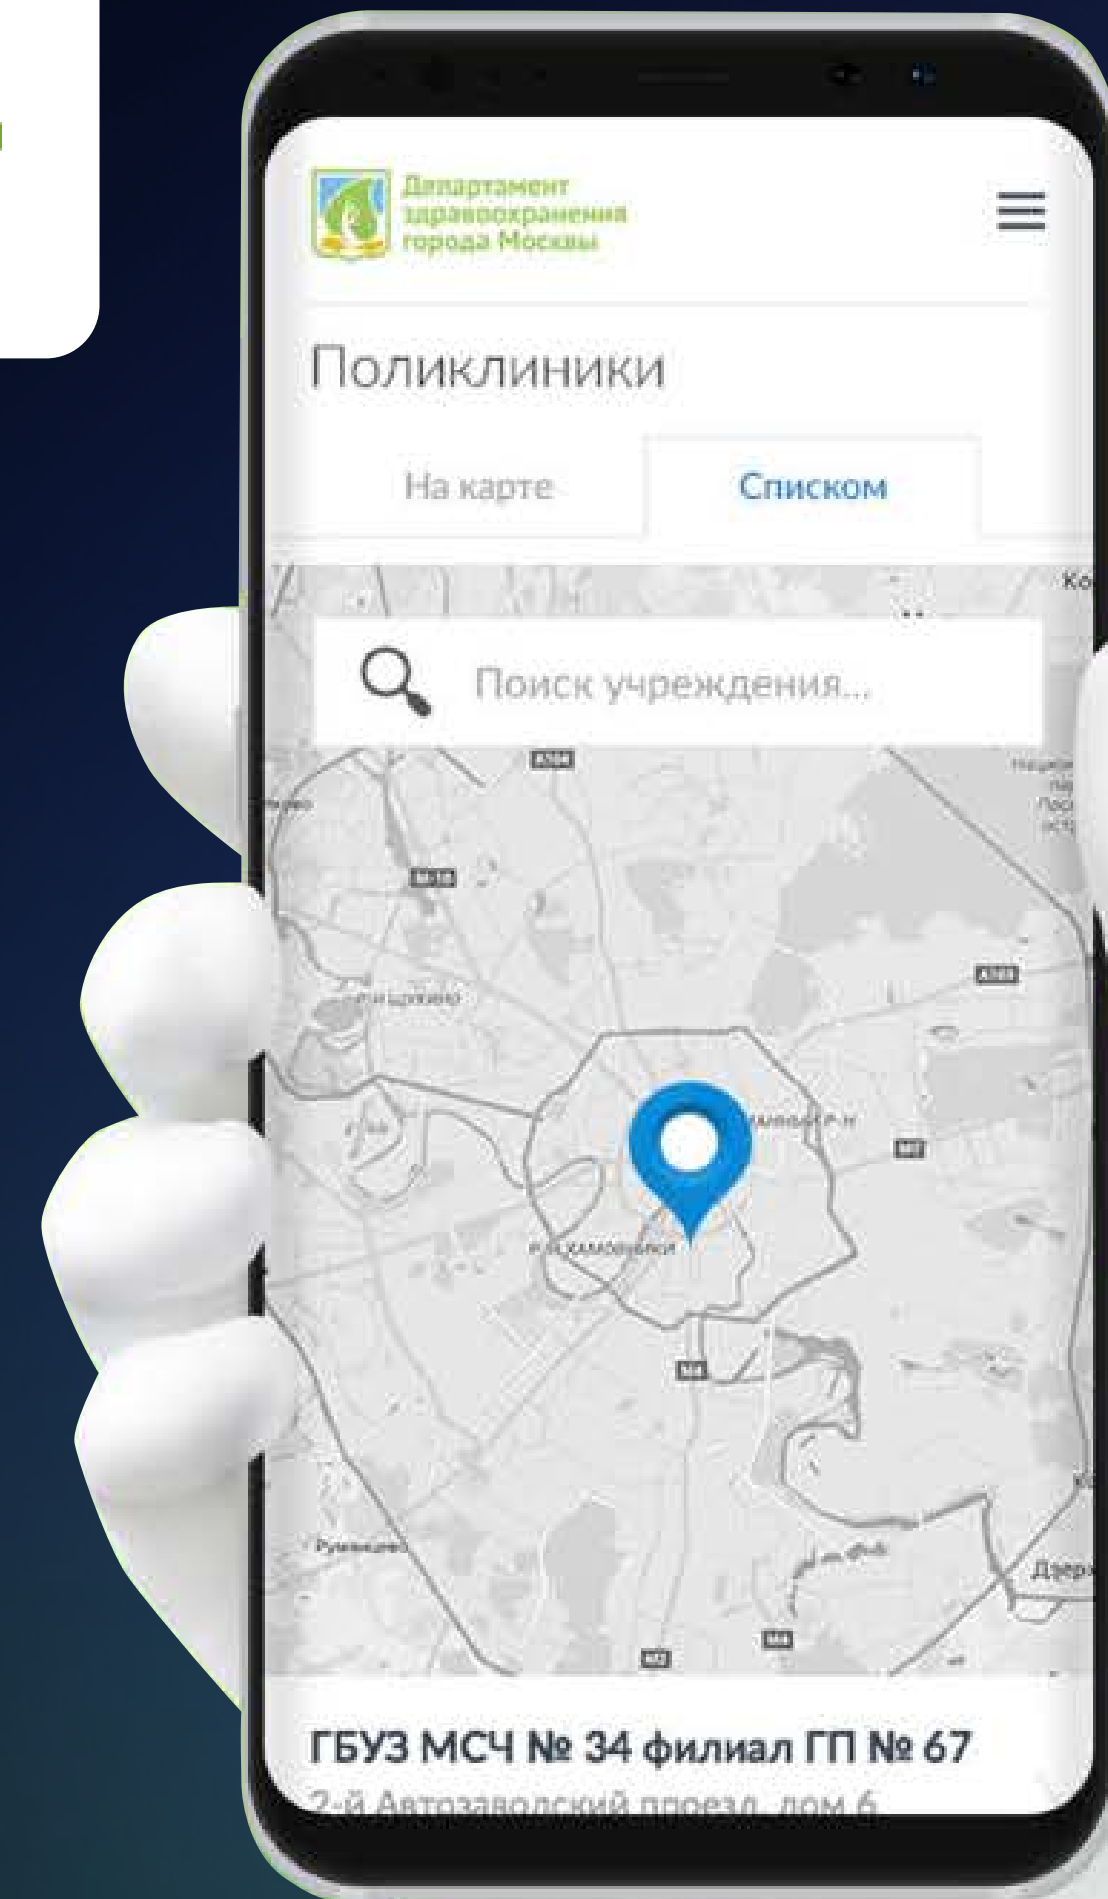 Департамент
здравоохранения
города Москвы
Поликлиники
На карте
Списком
Поиск учреждения...
Румянцево
ГБУЗ МСЧ № 34 филиал ГП № 67
2-й Автозаводский проезд, дом 6